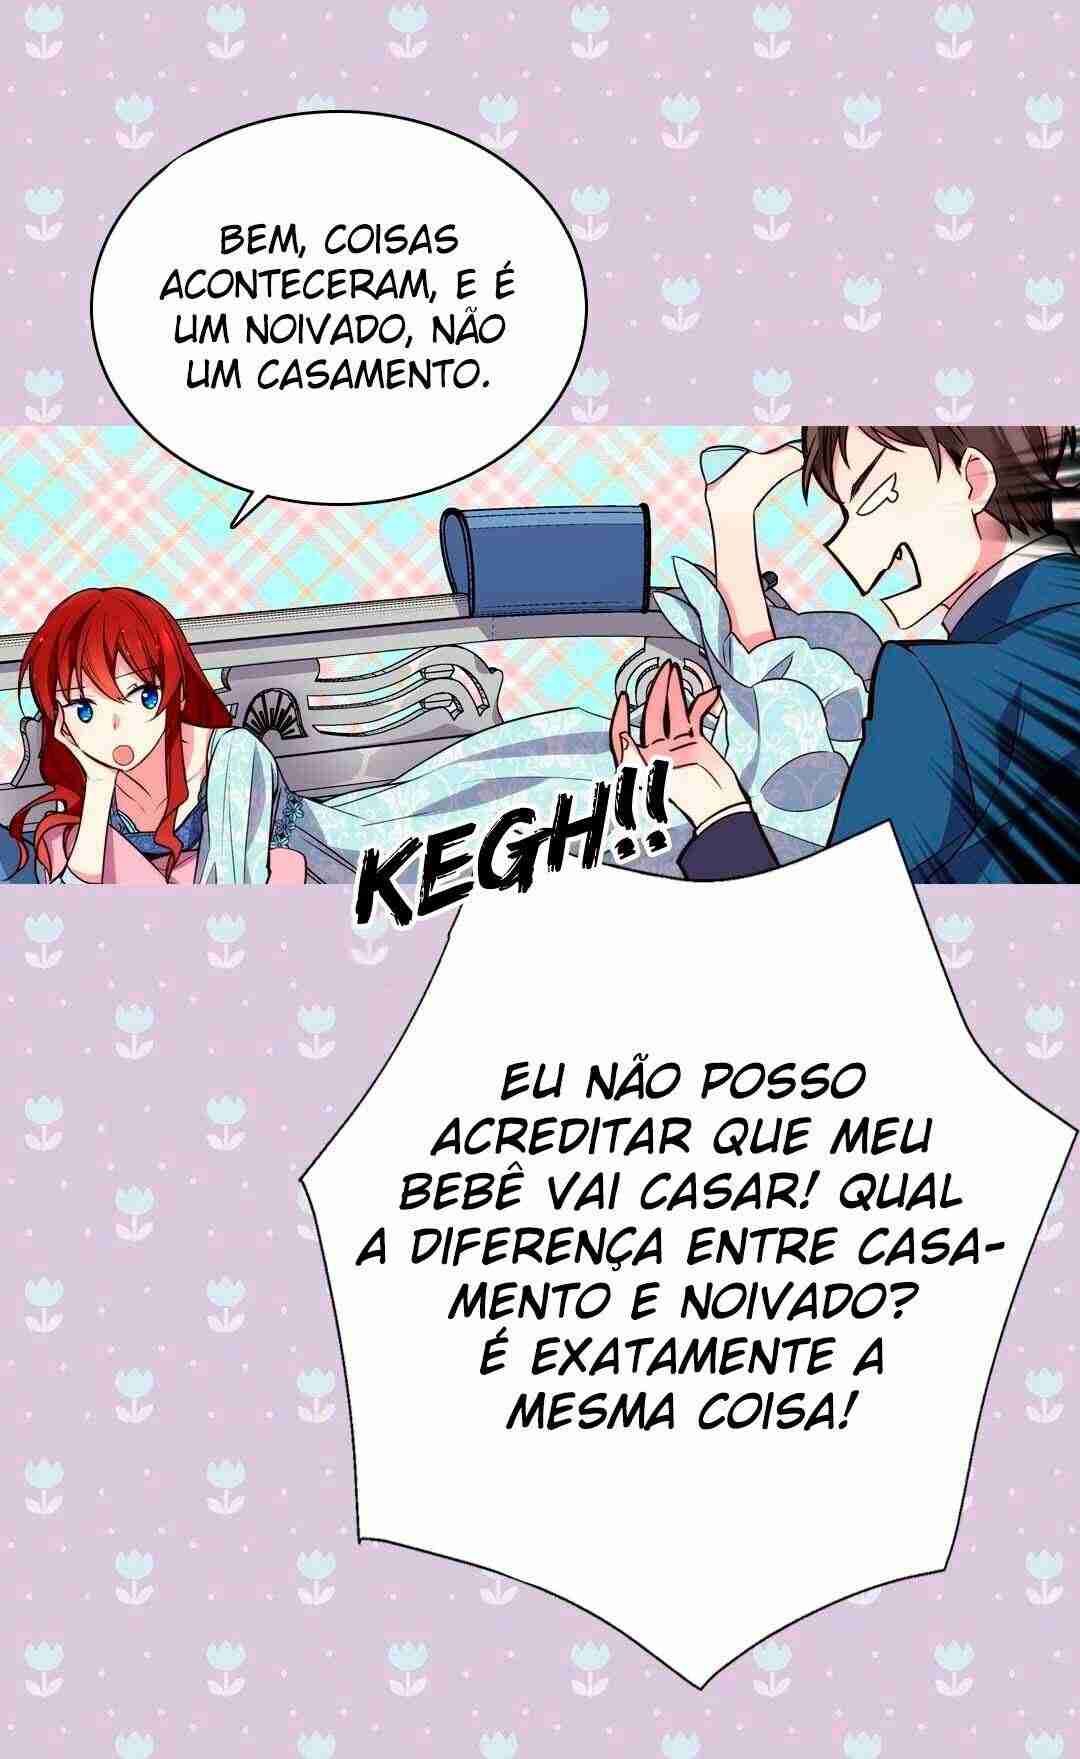 BEM, COISAS
ACONTECERAM, E É
UM NOIVADO, NÃO
UM CASAMENTO.
KEGH!!
EU NÃO POSSO
ACREDITAR QUE MEU
BEBÊ VAI CASAR! QUAL
A DIFERENÇA ENTRE CASA-
MENTO E NOIVADO?
É EXATAMENTE A
MESMA COISA!